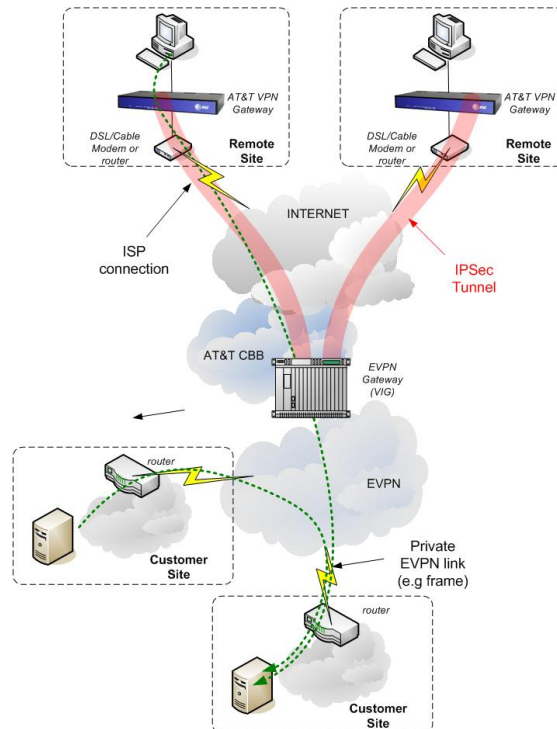 AT&T VPN
Gateway
DSL/Cable
Modem or
router
Remote
Site
AT&T VPN
Gateway
DSL/Cable
Modem or
router
Remote
Site
INTERNET
ISP
connection
IPSec
Tunnel
AT&T CBB
EVPN
Gateway
(VIG)
router
EVPN
Customer
Site
Private
EVPN link
(e.g frame)
router
Customer
Site